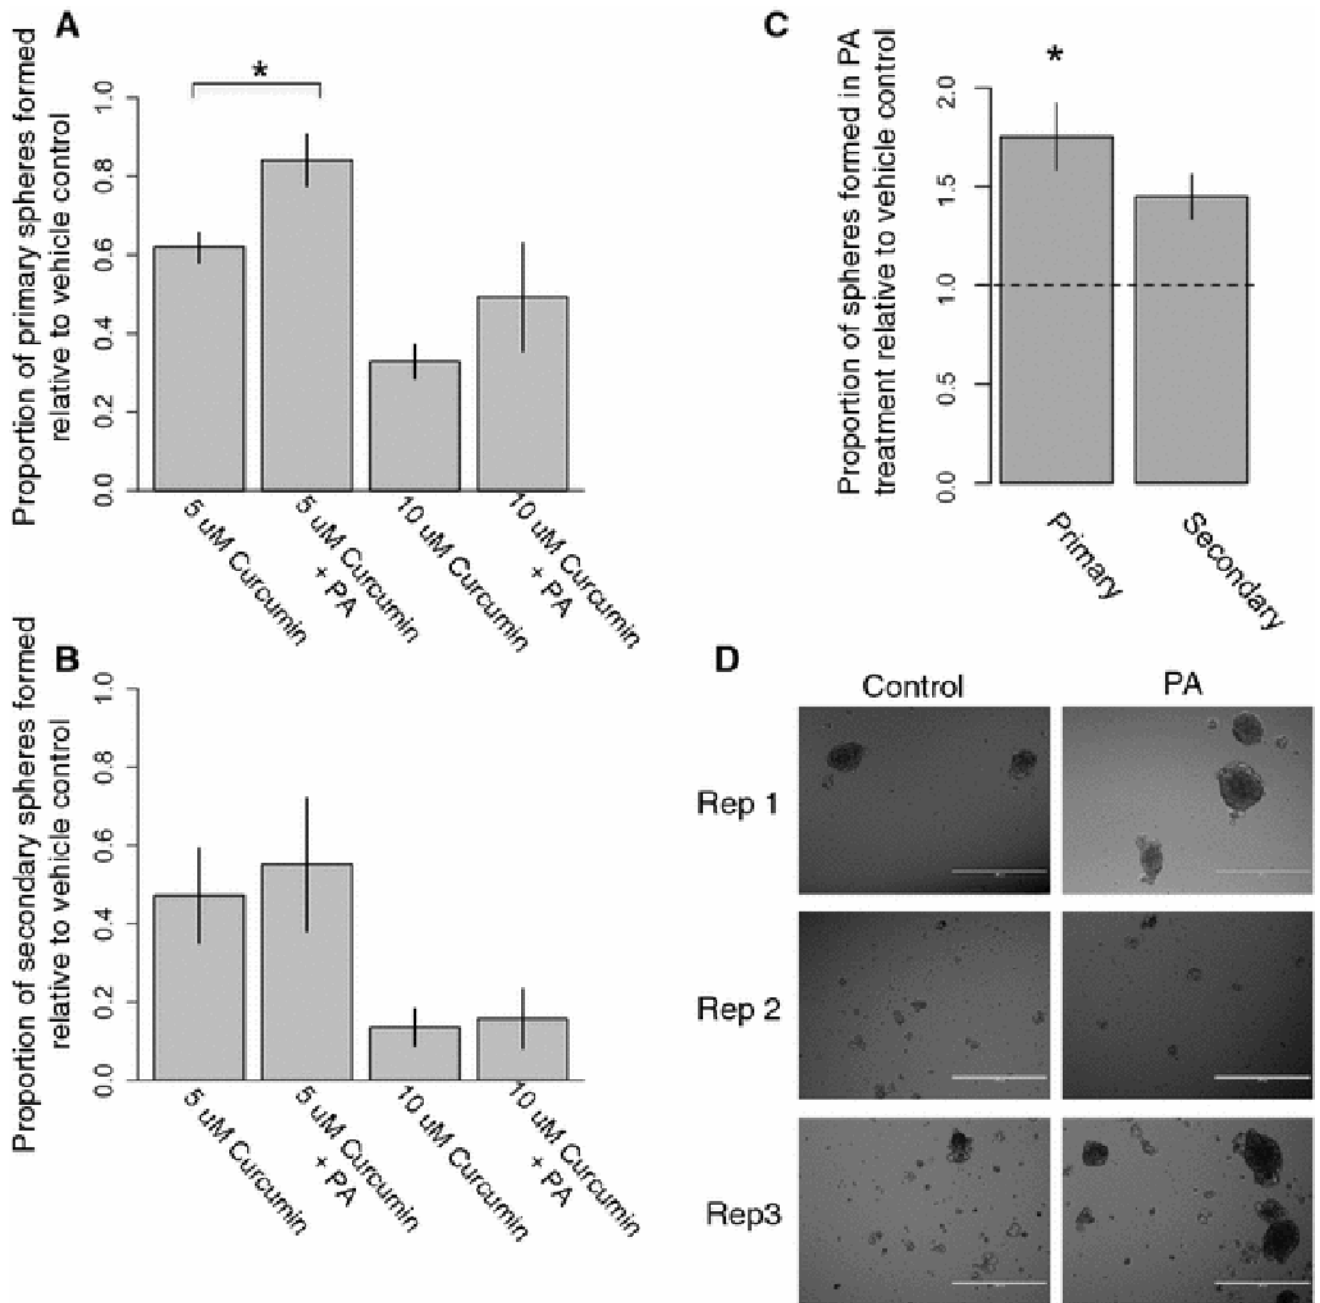 A
Proportion of primary spheres formed
relative to vehicle control
0.0 0.2 0.4 0.6 0.8 1.0
*
5 uM Curcumin
5 uM Curcumin
+ PA
10 uM Curcumin
10 uM Curcumin
+ PA
B
Proportion of secondary spheres formed
relative to vehicle control
0.0 0.2 0.4 0.6 0.8 1.0
5 uM Curcumin
5 uM Curcumin
+ PA
10 uM Curcumin
10 uM Curcumin
+ PA
C
Proportion of spheres formed in PA
treatment relative to vehicle control
0.0 0.5 1.0 1.5 2.0
*
Primary
Secondary
D
Control PA
Rep 1
Rep 2
Rep3